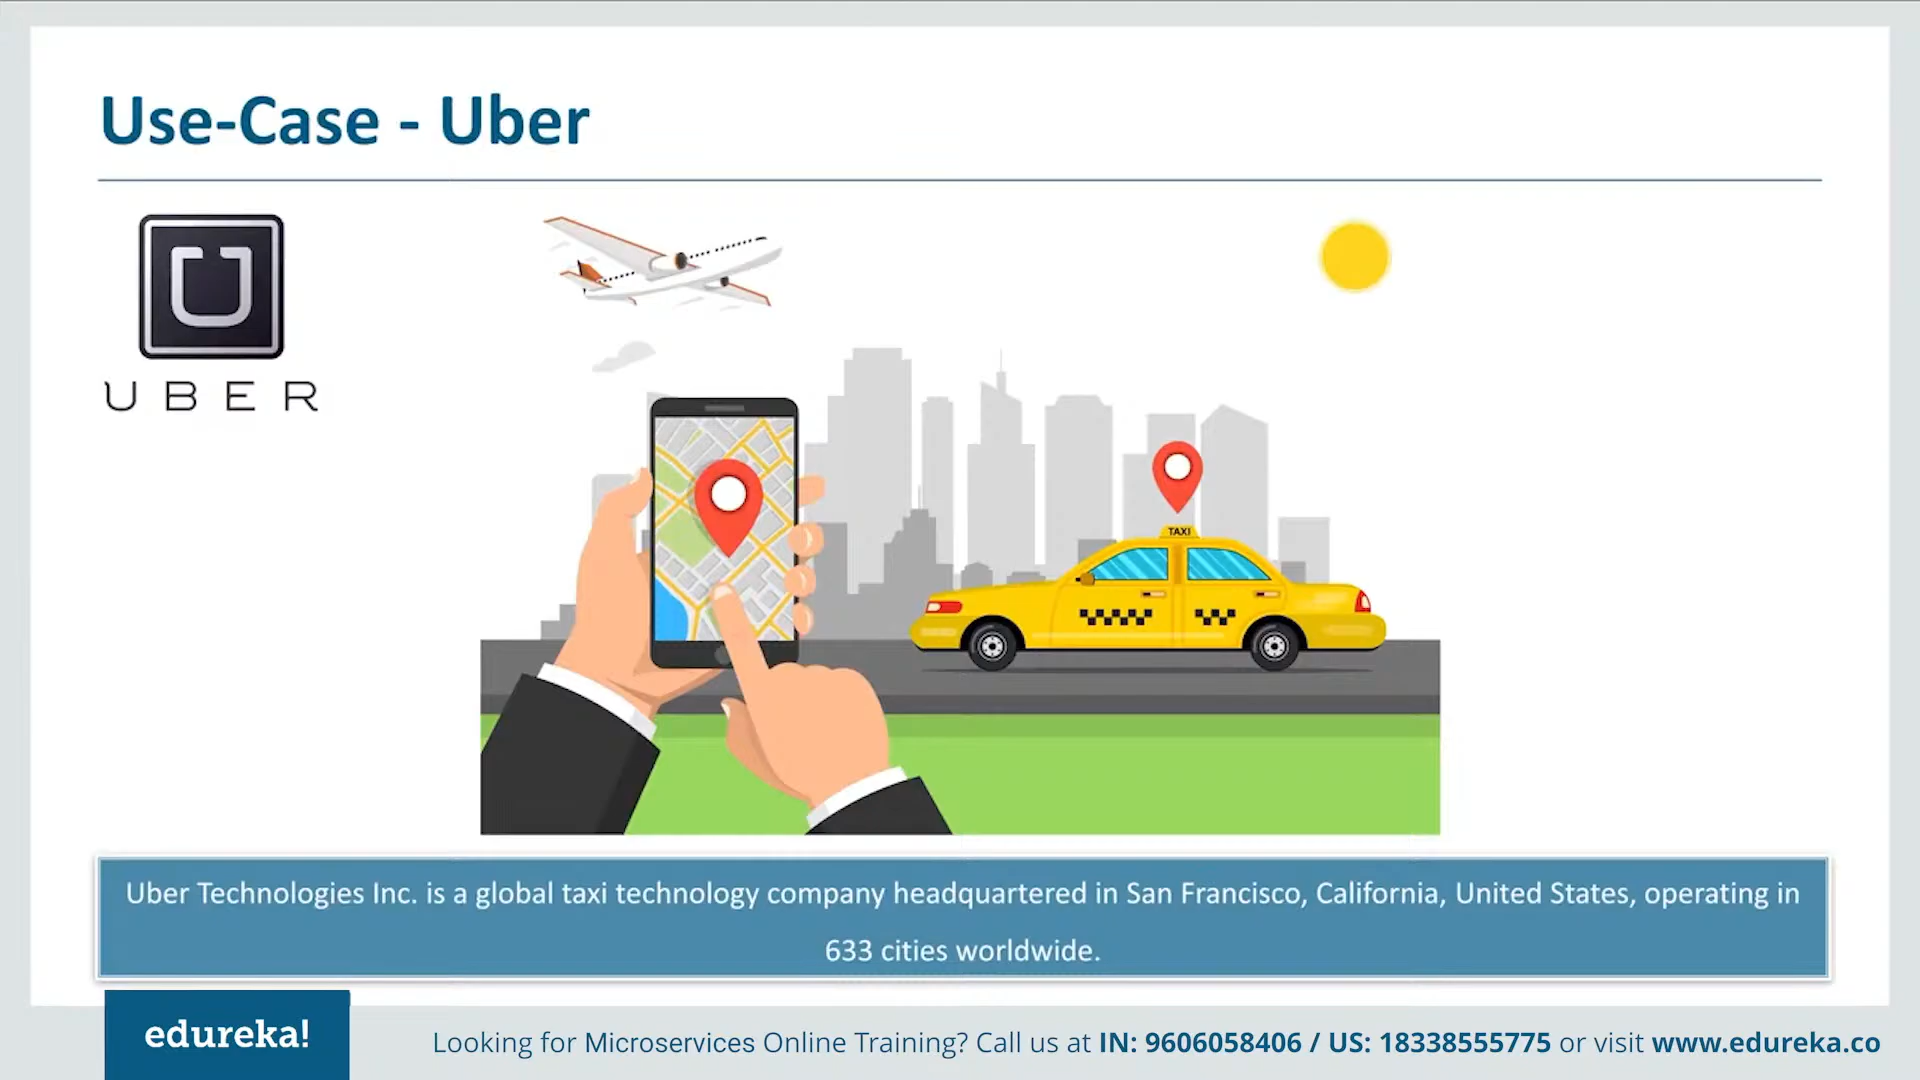 Use-Case - Uber
UBER
TAXI
Uber Technologies Inc. is a global taxi technology company headquartered in San Francisco, California, United States, operating in
633 cities worldwide.
edureka!
Looking for Microservices Online Training? Call us at IN: 9606058406 / US: 18338555775 or visit www.edureka.co